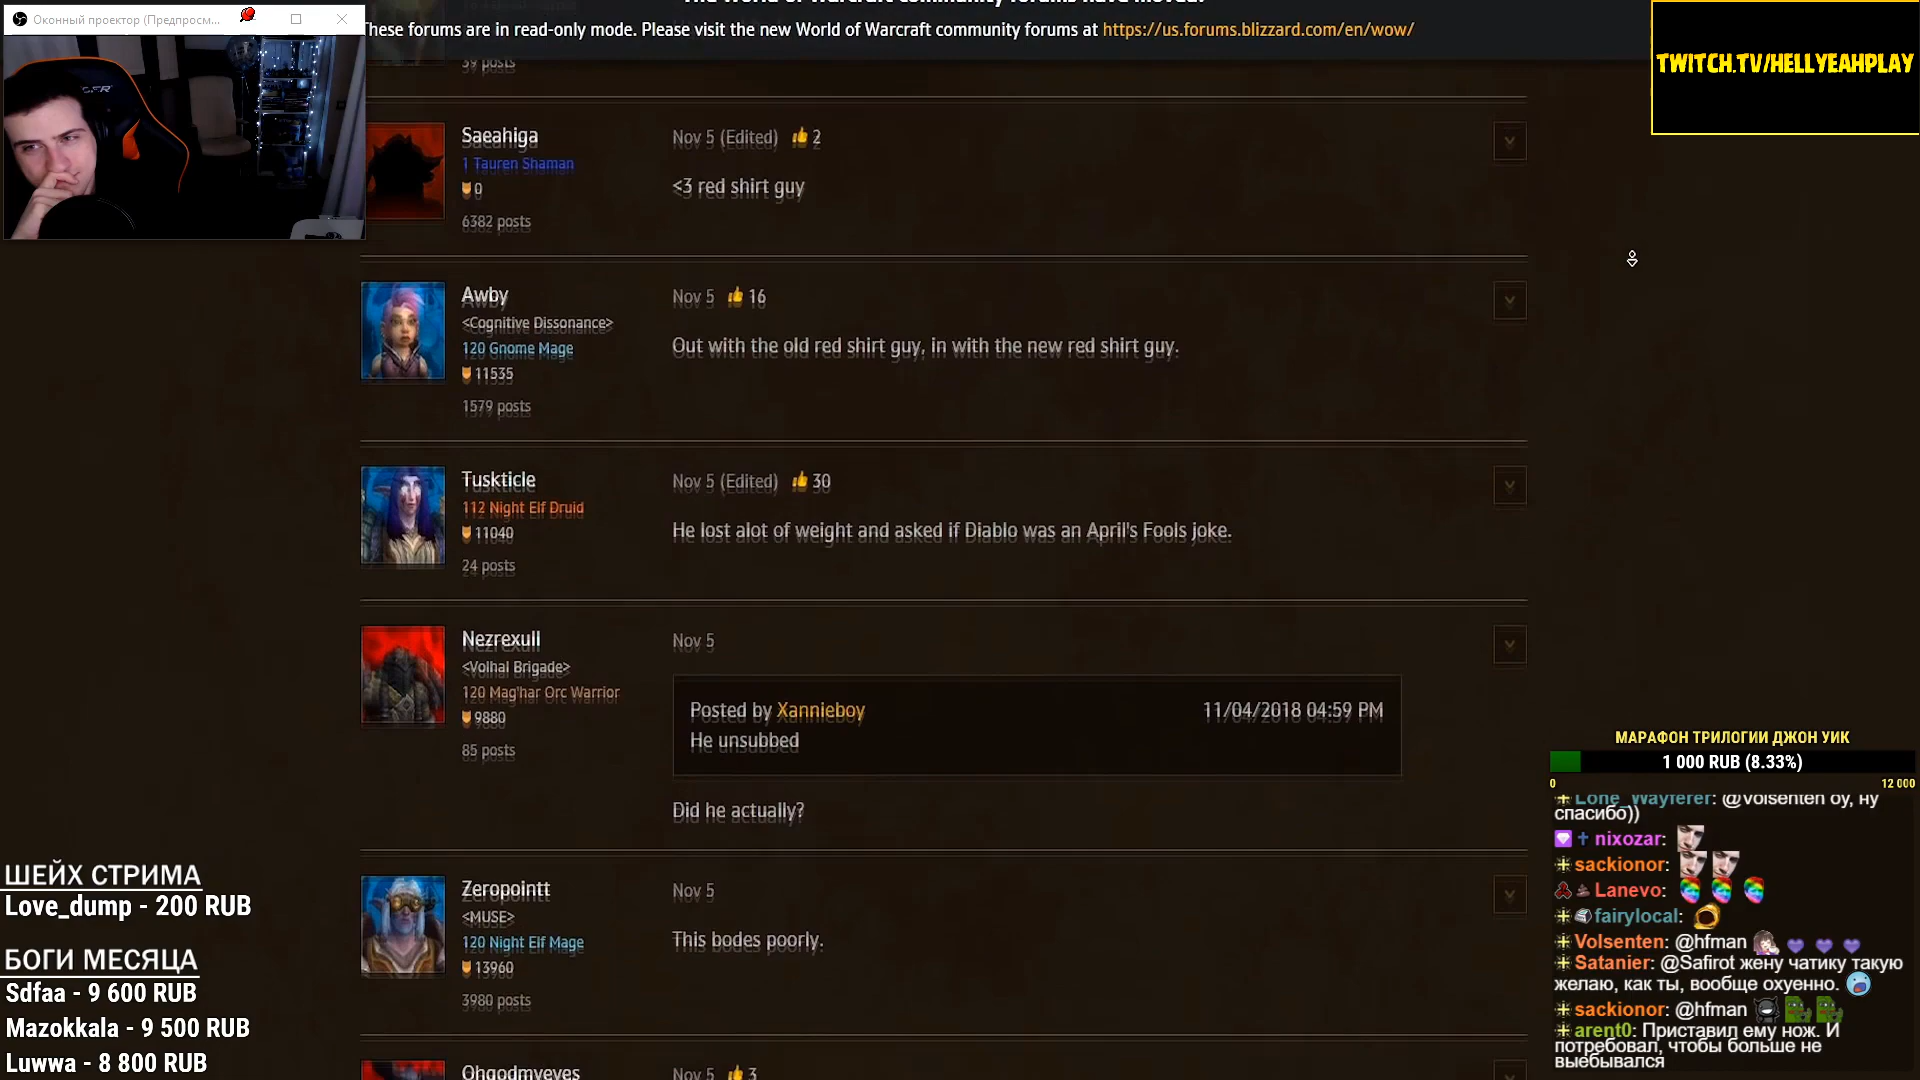 Оконный проектор (Предпросм...
These forums are in read-only mode. Please visit the new World of Warcraft community forums at https://us.forums.blizzard.com/en/wow/
TWITCH.TV/HELLYEAHPLAY
39 posts
Saeahiga
Nov 5 (Edited) 2
1 Tauren Shaman
0
<3 red shirt guy
6382 posts
Awby
Nov 5 16
<Cognitive Dissonance>
120 Gnome Mage
Out with the old red shirt guy, in with the new red shirt guy.
11535
1579 posts
Tuskticle
Nov 5 (Edited) 30
112 Night Elf Druid
11040
He lost alot of weight and asked if Diablo was an April's Fools joke.
24 posts
Nezrexull
Nov 5
<Volhal Brigade>
120 Mag'har Orc Warrior
9880
85 posts
Posted by Xannieboy 11/04/2018 04:59 PM
He unsubbed
Did he actually?
Zeropointt
Nov 5
<MUSE>
120 Night Elf Mage
This bodes poorly.
13960
3980 posts
Ohgodmyeyes
Nov 5 3
МАРАФОН ТРИЛОГИИ ДЖОН УИК
1 000 RUB (8.33%)
0 12 000
Lone_Wayferer: @Volsenten оу, ну
спасибо))
nixozar:
sackionor:
Lanevo:
fairylocal:
Volsenten: @hfman
Satanier: @Safirot жену чатику такую
желаю, как ты, вообще охуенно.
sackionor: @hfman
arent0: Приставил ему нож. И
потребовал, чтобы больше не
выебывался
ШЕЙХ СТРИМА
Love_dump - 200 RUB
БОГИ МЕСЯЦА
Sdfaa - 9 600 RUB
Mazokkala - 9 500 RUB
Luwwa - 8 800 RUB